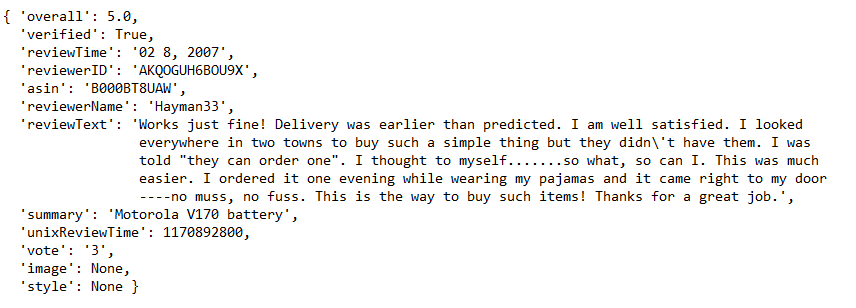 { 'overall': 5.0,
'verified': True,
'reviewTime': '02 8, 2007',
'reviewerID': 'AKQOGUH6BOU9X',
'asin': 'B000BT8UAW',
'reviewerName': 'Hayman33',
'reviewText': 'Works just fine! Delivery was earlier than predicted. I am well satisfied. I looked
everywhere in two towns to buy such a simple thing but they didn\'t have them. I was
told "they can order one". I thought to myself.......so what, so can I. This was much
easier. I ordered it one evening while wearing my pajamas and it came right to my door
----no muss, no fuss. This is the way to buy such items! Thanks for a great job.',
'summary': 'Motorola V170 battery',
'unixReviewTime': 1170892800,
'vote': '3',
'image': None,
'style': None }